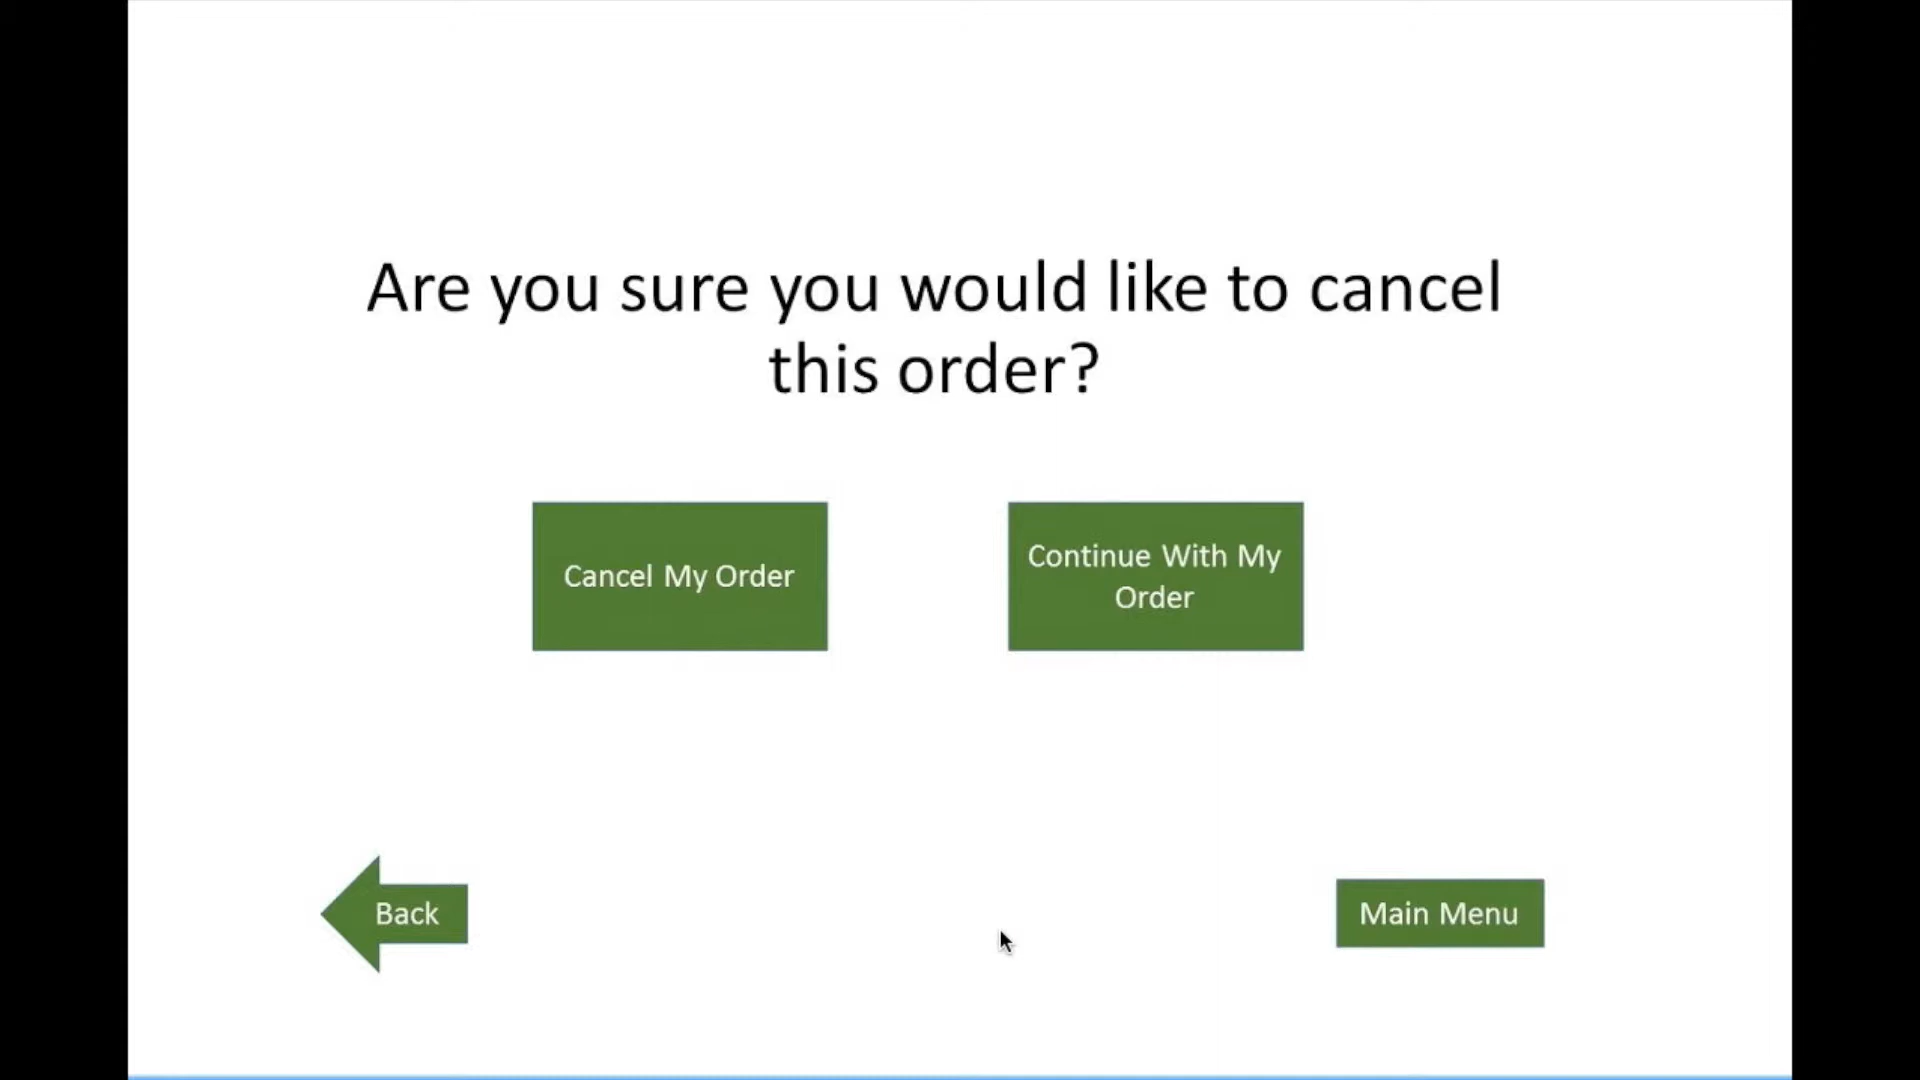 Are you sure you would like to cancel
this order?
Cancel My Order
Continue With My
Order
Back
Main Menu